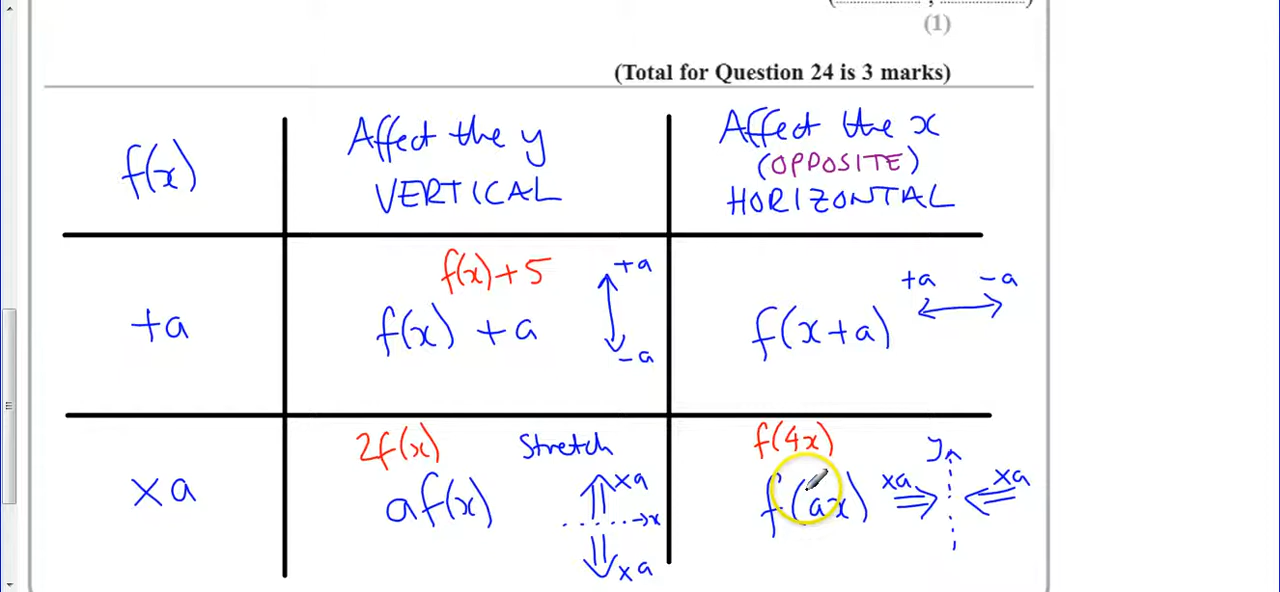 (............ , ............)
(1)
(Total for Question 24 is 3 marks)
f(x)
Affect the y
VERTICAL
Affect the x
(OPPOSITE)
HORIZONTAL
+a
f(x)+5
f(x) +a
+a
-a
f(x+a)
+a -a
xa
2f(x)
af(x)
Stretch
xa
x
xa
f(4x)
f(ax)
xa
y
xa